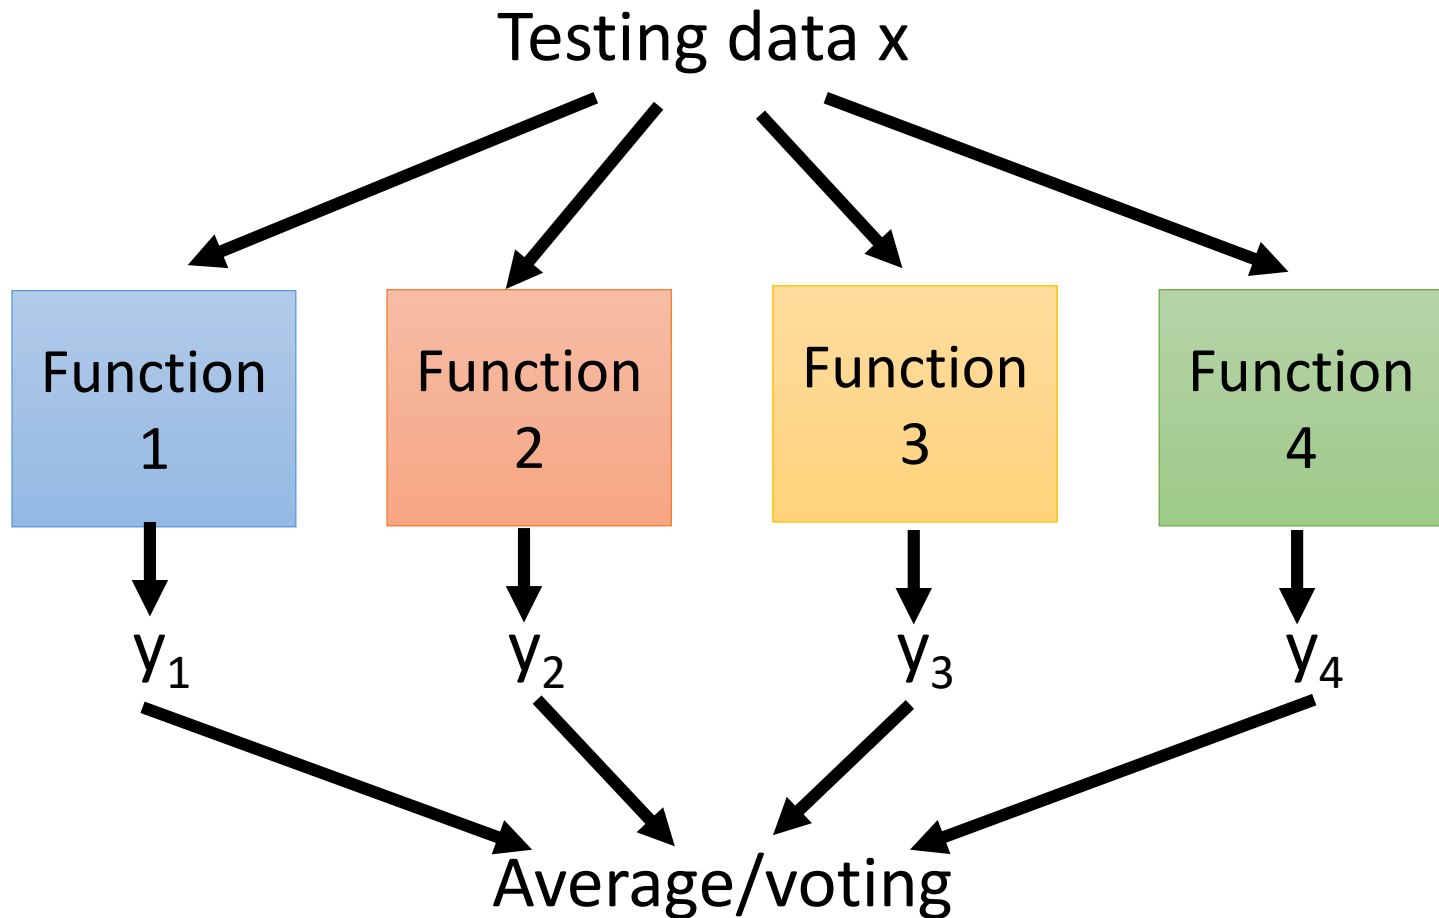 Testing data x
Function
1
Function
2
Function
3
Function
4
y₁
y₂
y₃
y₄
Average/voting